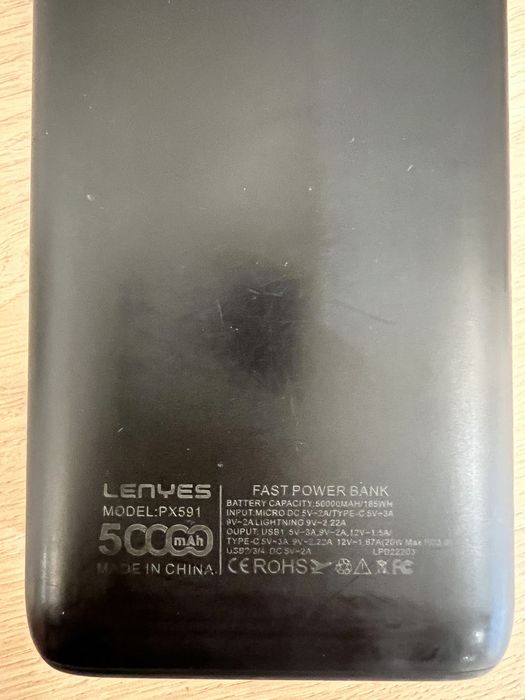 LENYES
MODEL:PX591
50000mAh
MADE IN CHINA
FAST POWER BANK
BATTERY CAPACITY:50000MAH/185WH
INPUT:MICRO DC 5V⎓2A/TYPE-C 5V⎓3A
9V⎓2A LIGHTNING 9V⎓2.22A
OUPUT: USB1 5V⎓3A,9V⎓2A,12V⎓1.5A/
TYPE-C 5V⎓3A 9V⎓2.22A 12V⎓1.67A(20W Max
USB2/3/4: DC 5V⎓2A LPB22203
CE ROHS FC